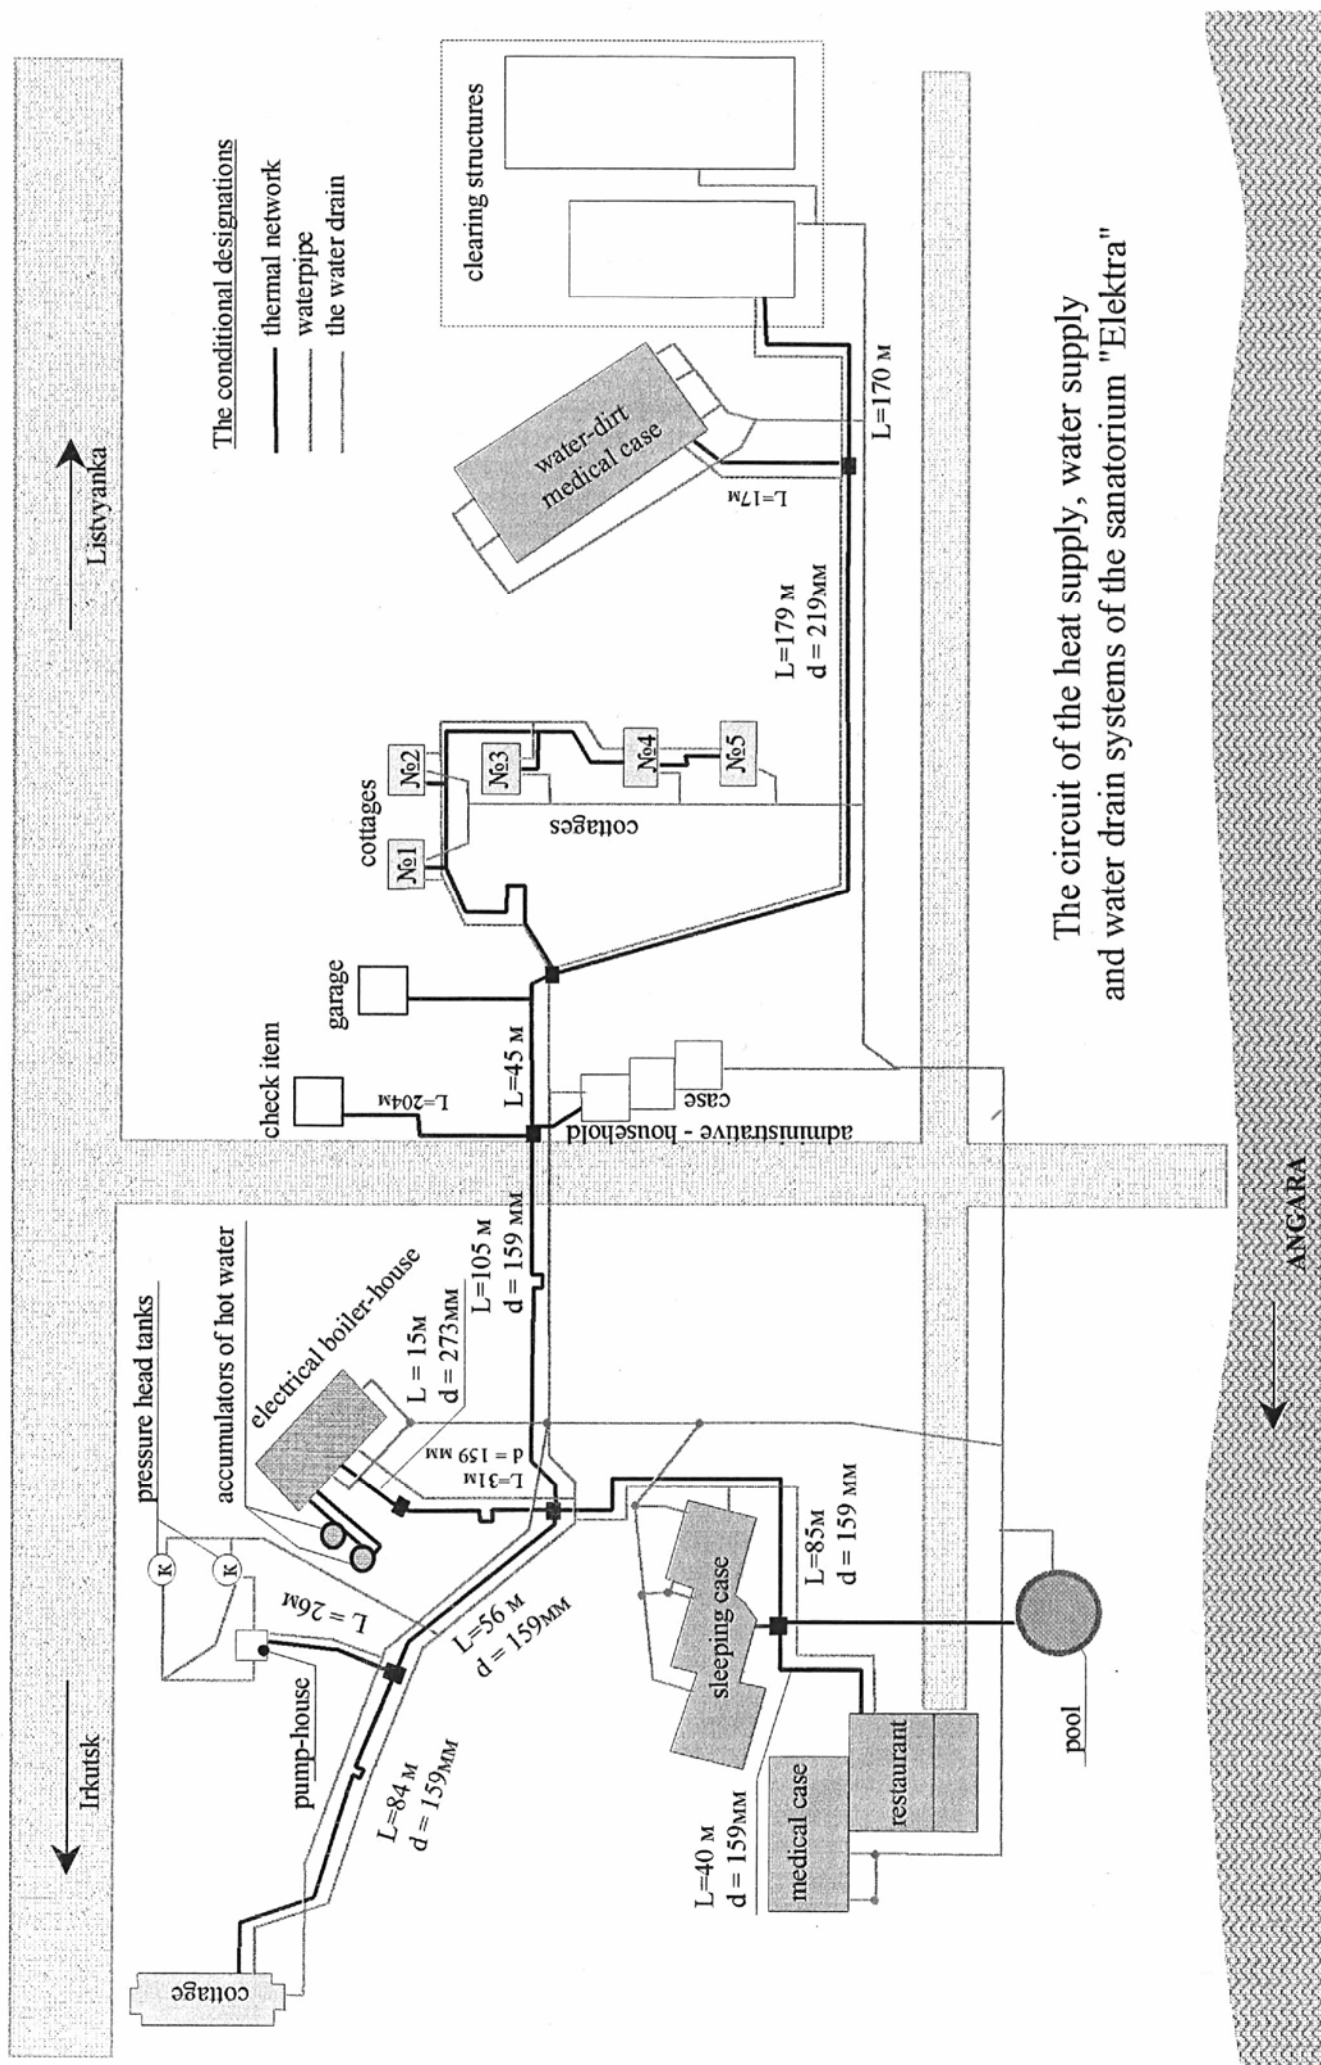 Irkutsk
Listvyanka
The conditional designations
thermal network
waterpipe
the water drain
pressure head tanks
accumulators of hot water
electrical boiler-house
check item
garage
cottages
clearing structures
к
к
pump-house
L = 26м
L = 15м
d = 273мм
L=204м
№1
№2
№3
№4
№5
cottages
water-dirt
medical case
L=17м
cottage
L=84 м
d = 159мм
L=56 м
d = 159мм
L=31м
d = 159 мм
L=105 м
d = 159 мм
L=45 м
administrative - household
case
L=179 м
d = 219мм
L=170 м
sleeping case
L=85м
d = 159 мм
L=40 м
d = 159мм
medical case
restaurant
pool
The circuit of the heat supply, water supply
and water drain systems of the sanatorium "Elektra"
ANGARA